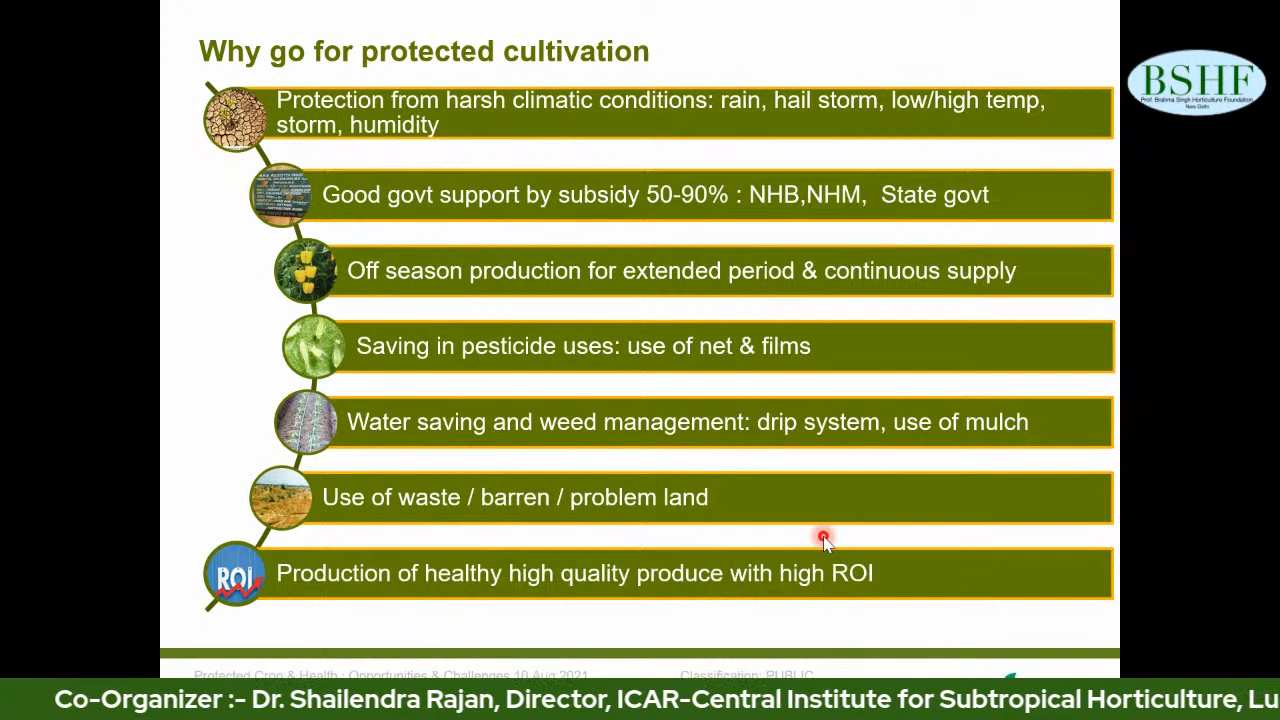 Why go for protected cultivation
Protection from harsh climatic conditions: rain, hail storm, low/high temp,
storm, humidity
Good govt support by subsidy 50-90% : NHB,NHM, State govt
Off season production for extended period & continuous supply
Saving in pesticide uses: use of net & films
Water saving and weed management: drip system, use of mulch
Use of waste / barren / problem land
ROI
Production of healthy high quality produce with high ROI
BSHF
Prof. Brahma Singh Horticulture Foundation
New Delhi
Protected Crop & Health : Opportunities & Challenges 10 Aug 2021
Classification: PUBLIC
Co-Organizer :- Dr. Shailendra Rajan, Director, ICAR-Central Institute for Subtropical Horticulture, Lu